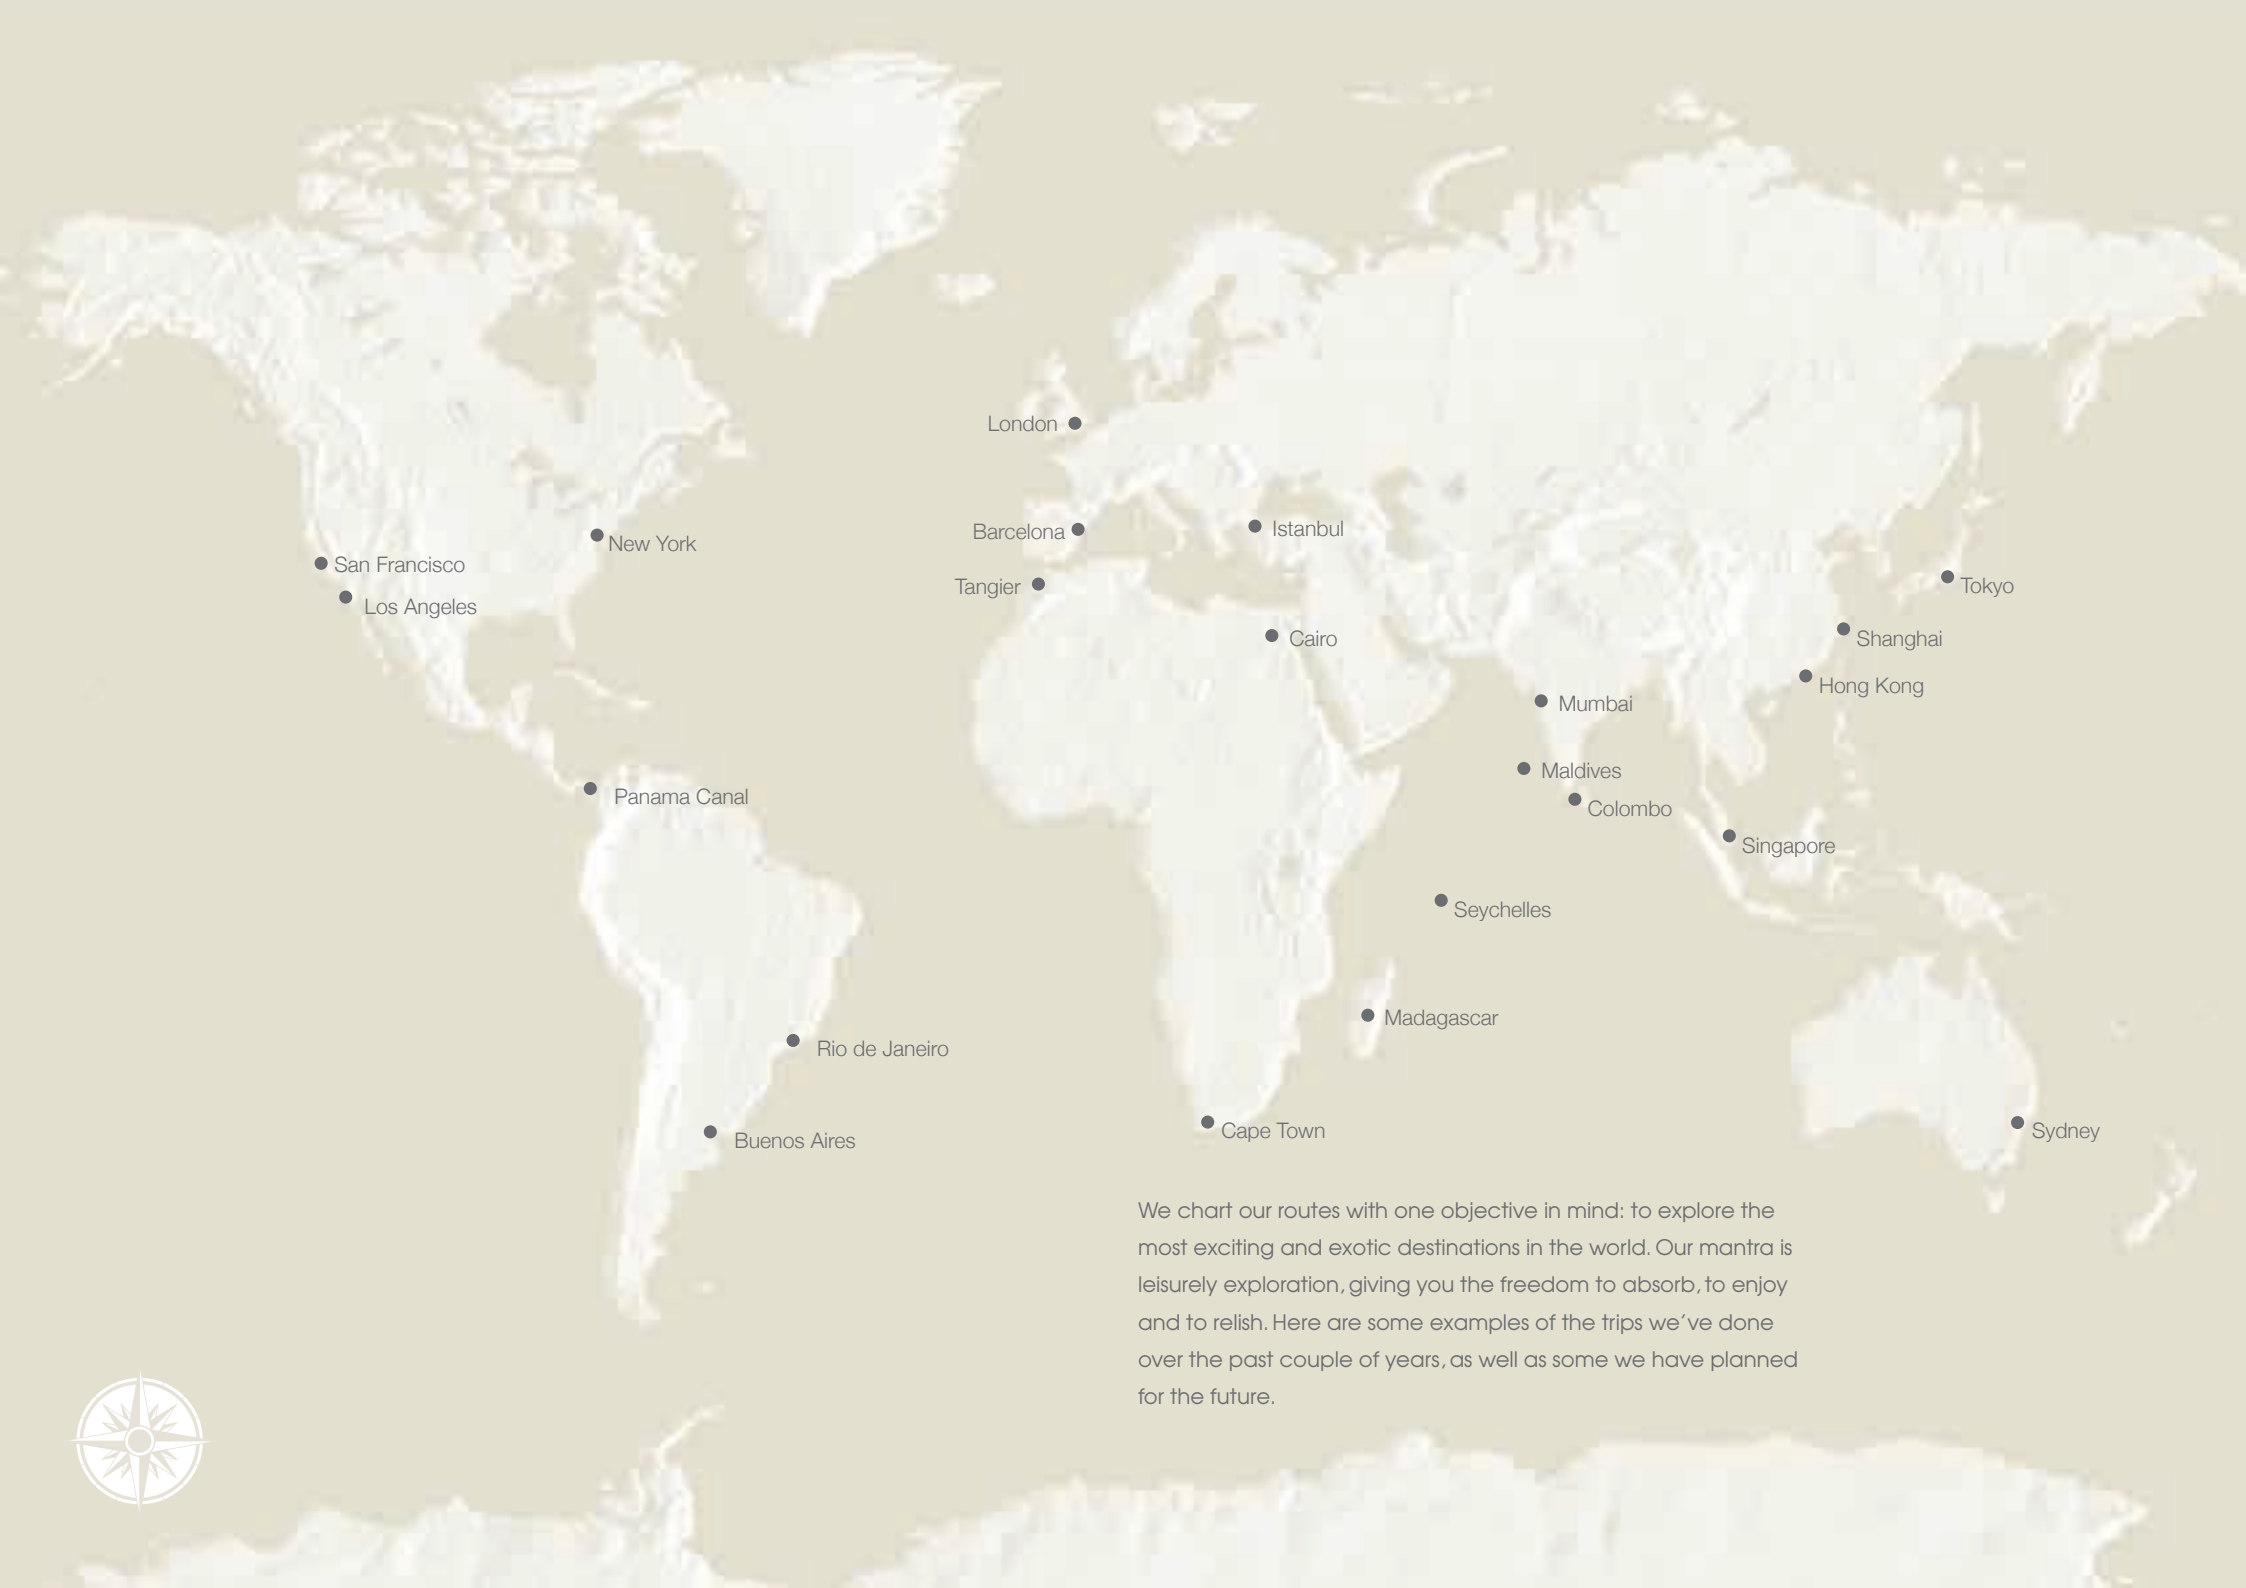 London
Barcelona
Istanbul
New York
San Francisco
Tangier
Tokyo
Los Angeles
Cairo
Shanghai
Hong Kong
Mumbai
Maldives
Panama Canal
Colombo
Singapore
Seychelles
Madagascar
Rio de Janeiro
Cape Town
Sydney
Buenos Aires
We chart our routes with one objective in mind: to explore the
most exciting and exotic destinations in the world. Our mantra is
leisurely exploration, giving you the freedom to absorb, to enjoy
and to relish. Here are some examples of the trips we’ve done
over the past couple of years, as well as some we have planned
for the future.